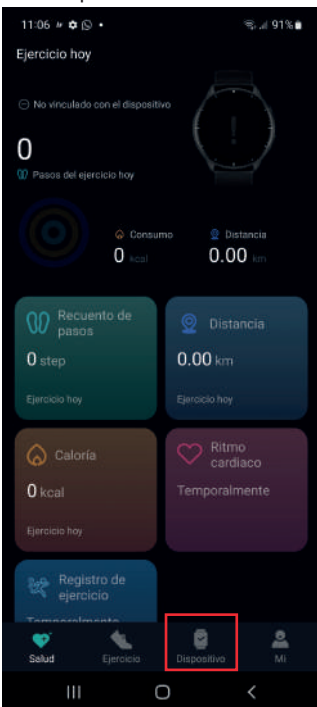 11:06
91%
Ejercicio hoy
No vinculado con el dispositivo
0
Pasos del ejercicio hoy
Consumo
Distancia
0 kcal
0.00 km
Recuento de
pasos
0 step
Ejercicio hoy
Distancia
0.00 km
Ejercicio hoy
Caloría
0 kcal
Ejercicio hoy
Ritmo
cardiaco
Temporalmente
Registro de
ejercicio
Temporalmente
Salud
Ejercicio
Dispositivo
Mi